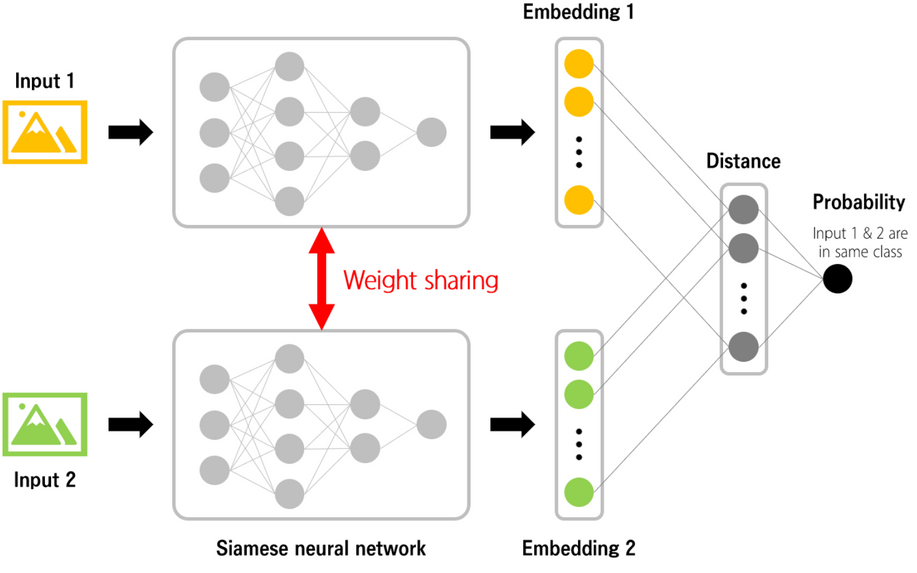 Embedding 1
Input 1
Distance
Probability
Input 1 & 2 are
in same class
Weight sharing
Input 2
Siamese neural network
Embedding 2